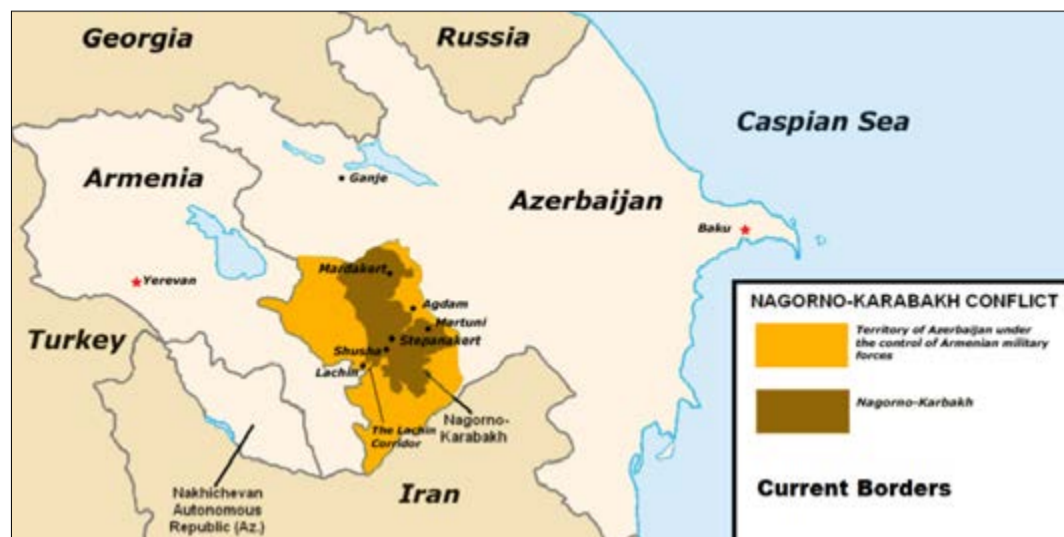 Georgia
Russia
Caspian Sea
Armenia
Ganje
Azerbaijan
Baku
Yerevan
Mardakert
Agdam
Martuni
Stepanakert
Shusha
Lachin
Turkey
The Lachin
Corridor
Nagorno-
Karabakh
Iran
Nakhichevan
Autonomous
Republic (Az.)
NAGORNO-KARABAKH CONFLICT
Territory of Azerbaijan under
the control of Armenian military
forces
Nagorno-Karbakh
Current Borders